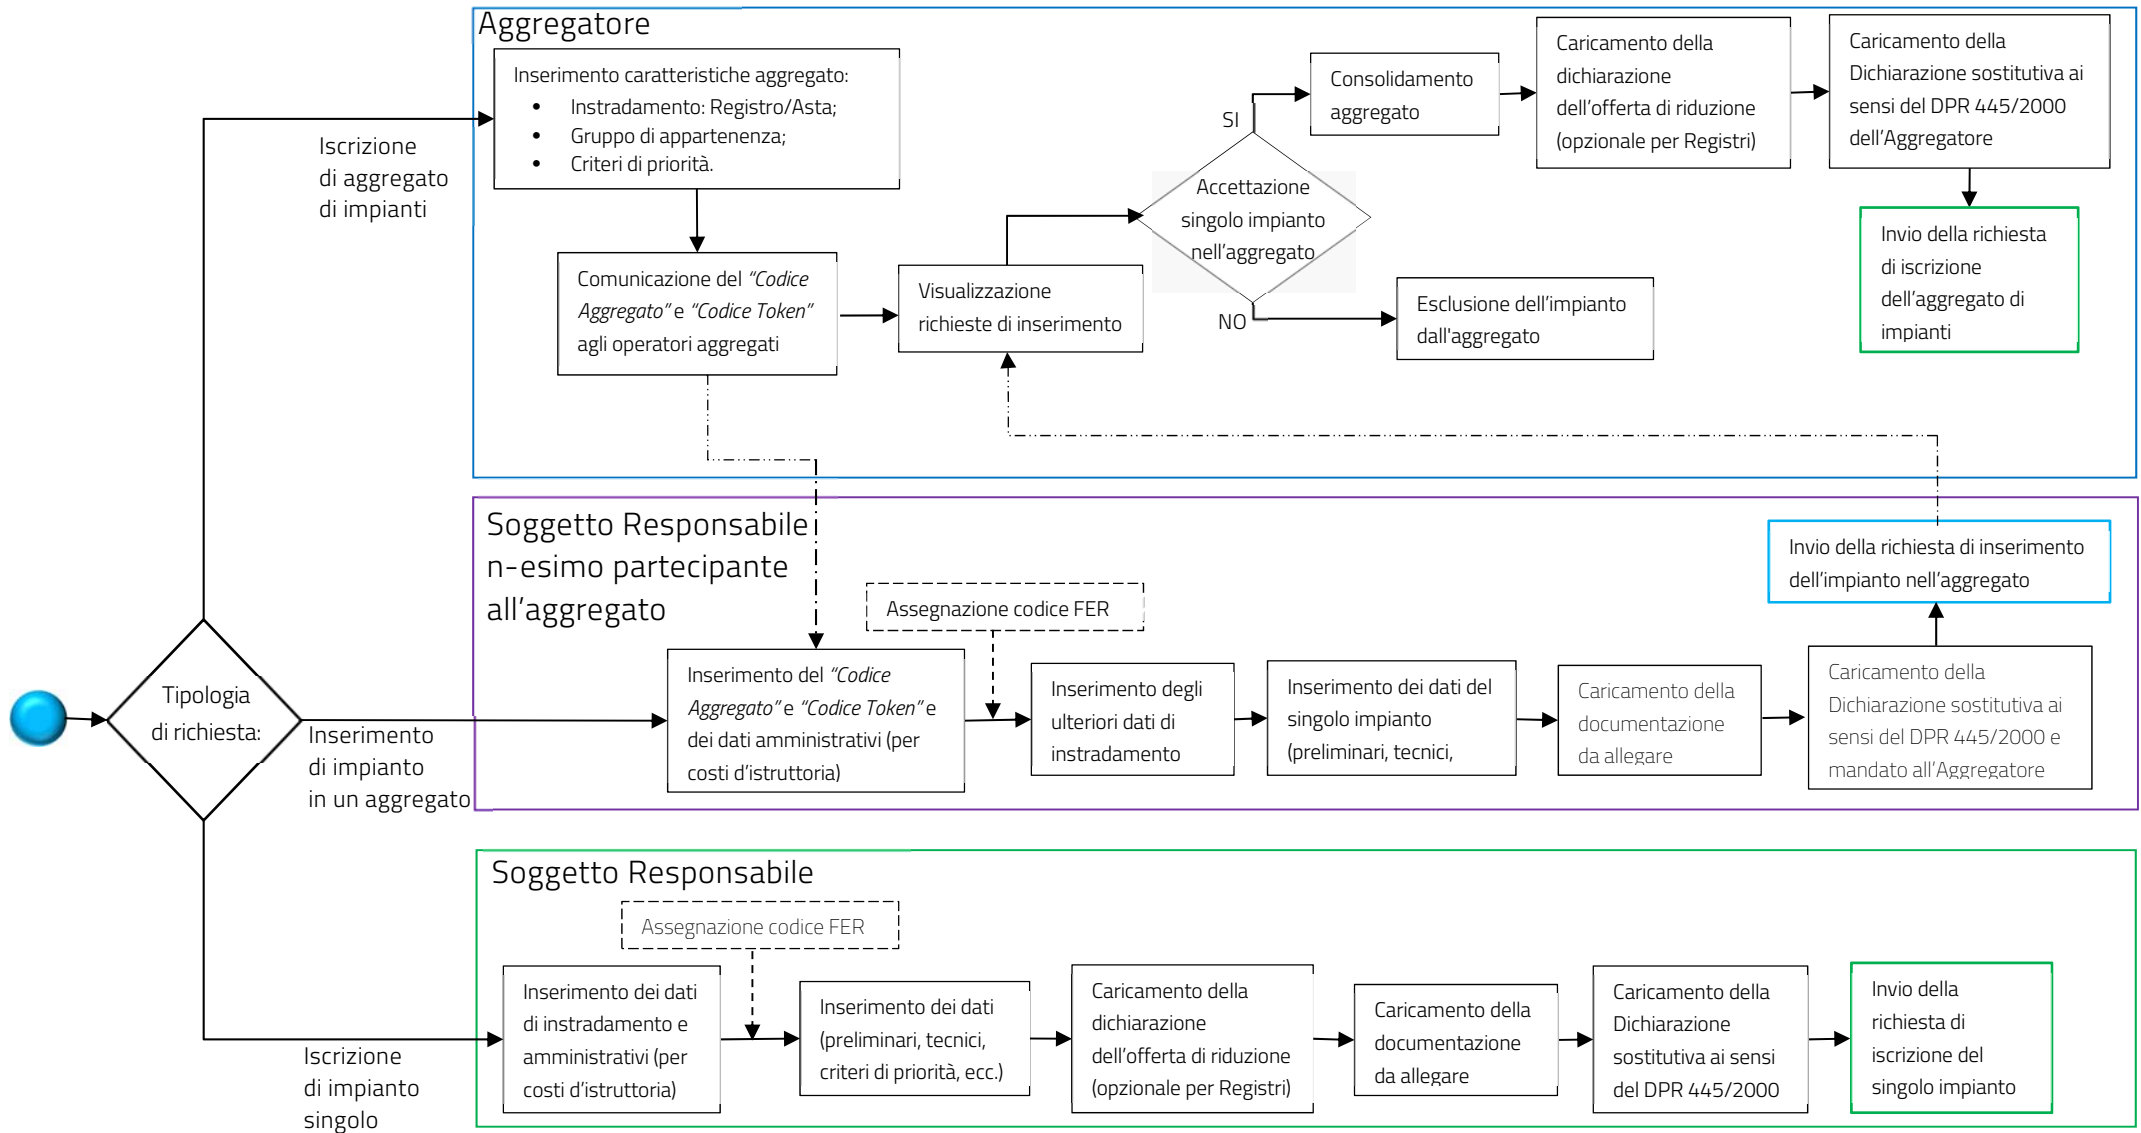 Aggregatore
Inserimento caratteristiche aggregato:
• Instradamento: Registro/Asta;
• Gruppo di appartenenza;
• Criteri di priorità.
Iscrizione
di aggregato
di impianti
Comunicazione del “Codice
Aggregato” e “Codice Token”
agli operatori aggregati
Visualizzazione
richieste di inserimento
Accettazione
singolo impianto
nell’aggregato
SI
NO
Consolidamento
aggregato
Caricamento della
dichiarazione
dell’offerta di riduzione
(opzionale per Registri)
Caricamento della
Dichiarazione sostitutiva ai
sensi del DPR 445/2000
dell’Aggregatore
Invio della richiesta
di iscrizione
dell’aggregato di
impianti
Esclusione dell’impianto
dall'aggregato
Soggetto Responsabile
n-esimo partecipante
all’aggregato
Tipologia
di richiesta:
Inserimento
di impianto
in un aggregato
Inserimento del “Codice
Aggregato” e “Codice Token” e
dei dati amministrativi (per
costi d’istruttoria)
Assegnazione codice FER
Inserimento degli
ulteriori dati di
instradamento
Inserimento dei dati del
singolo impianto
(preliminari, tecnici,
Caricamento della
documentazione
da allegare
Caricamento della
Dichiarazione sostitutiva ai
sensi del DPR 445/2000 e
mandato all’Aggregatore
Invio della richiesta di inserimento
dell’impianto nell’aggregato
Soggetto Responsabile
Assegnazione codice FER
Iscrizione
di impianto
singolo
Inserimento dei dati
di instradamento e
amministrativi (per
costi d’istruttoria)
Inserimento dei dati
(preliminari, tecnici,
criteri di priorità, ecc.)
Caricamento della
dichiarazione
dell’offerta di riduzione
(opzionale per Registri)
Caricamento della
documentazione
da allegare
Caricamento della
Dichiarazione
sostitutiva ai sensi
del DPR 445/2000
Invio della
richiesta di
iscrizione del
singolo impianto